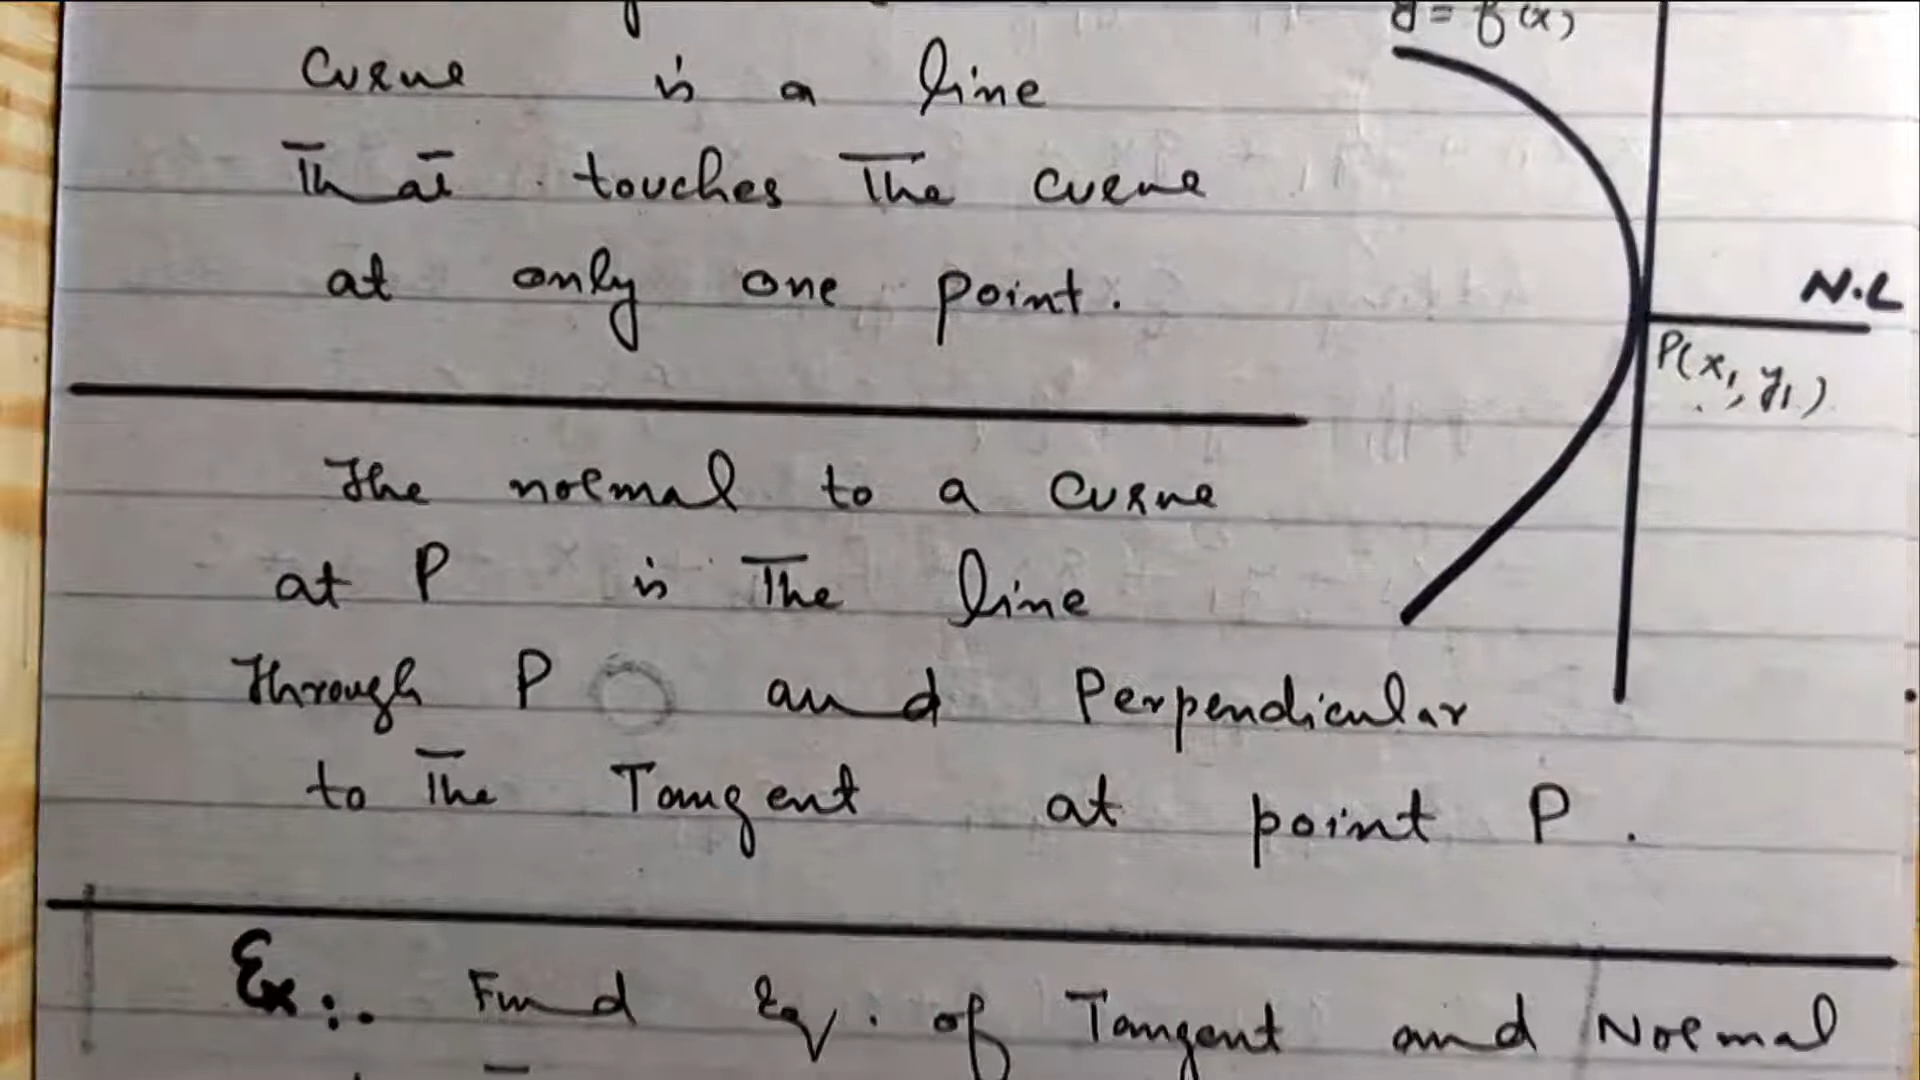 y = f(x)
curve is a line
That touches The curve
at only one point.
N.L
P(x₁, y₁)
The normal to a curve
at P is The line
Through P and Perpendicular
to The Tangent at point P.
Ex:. Find Eq. of Tangent and Normal